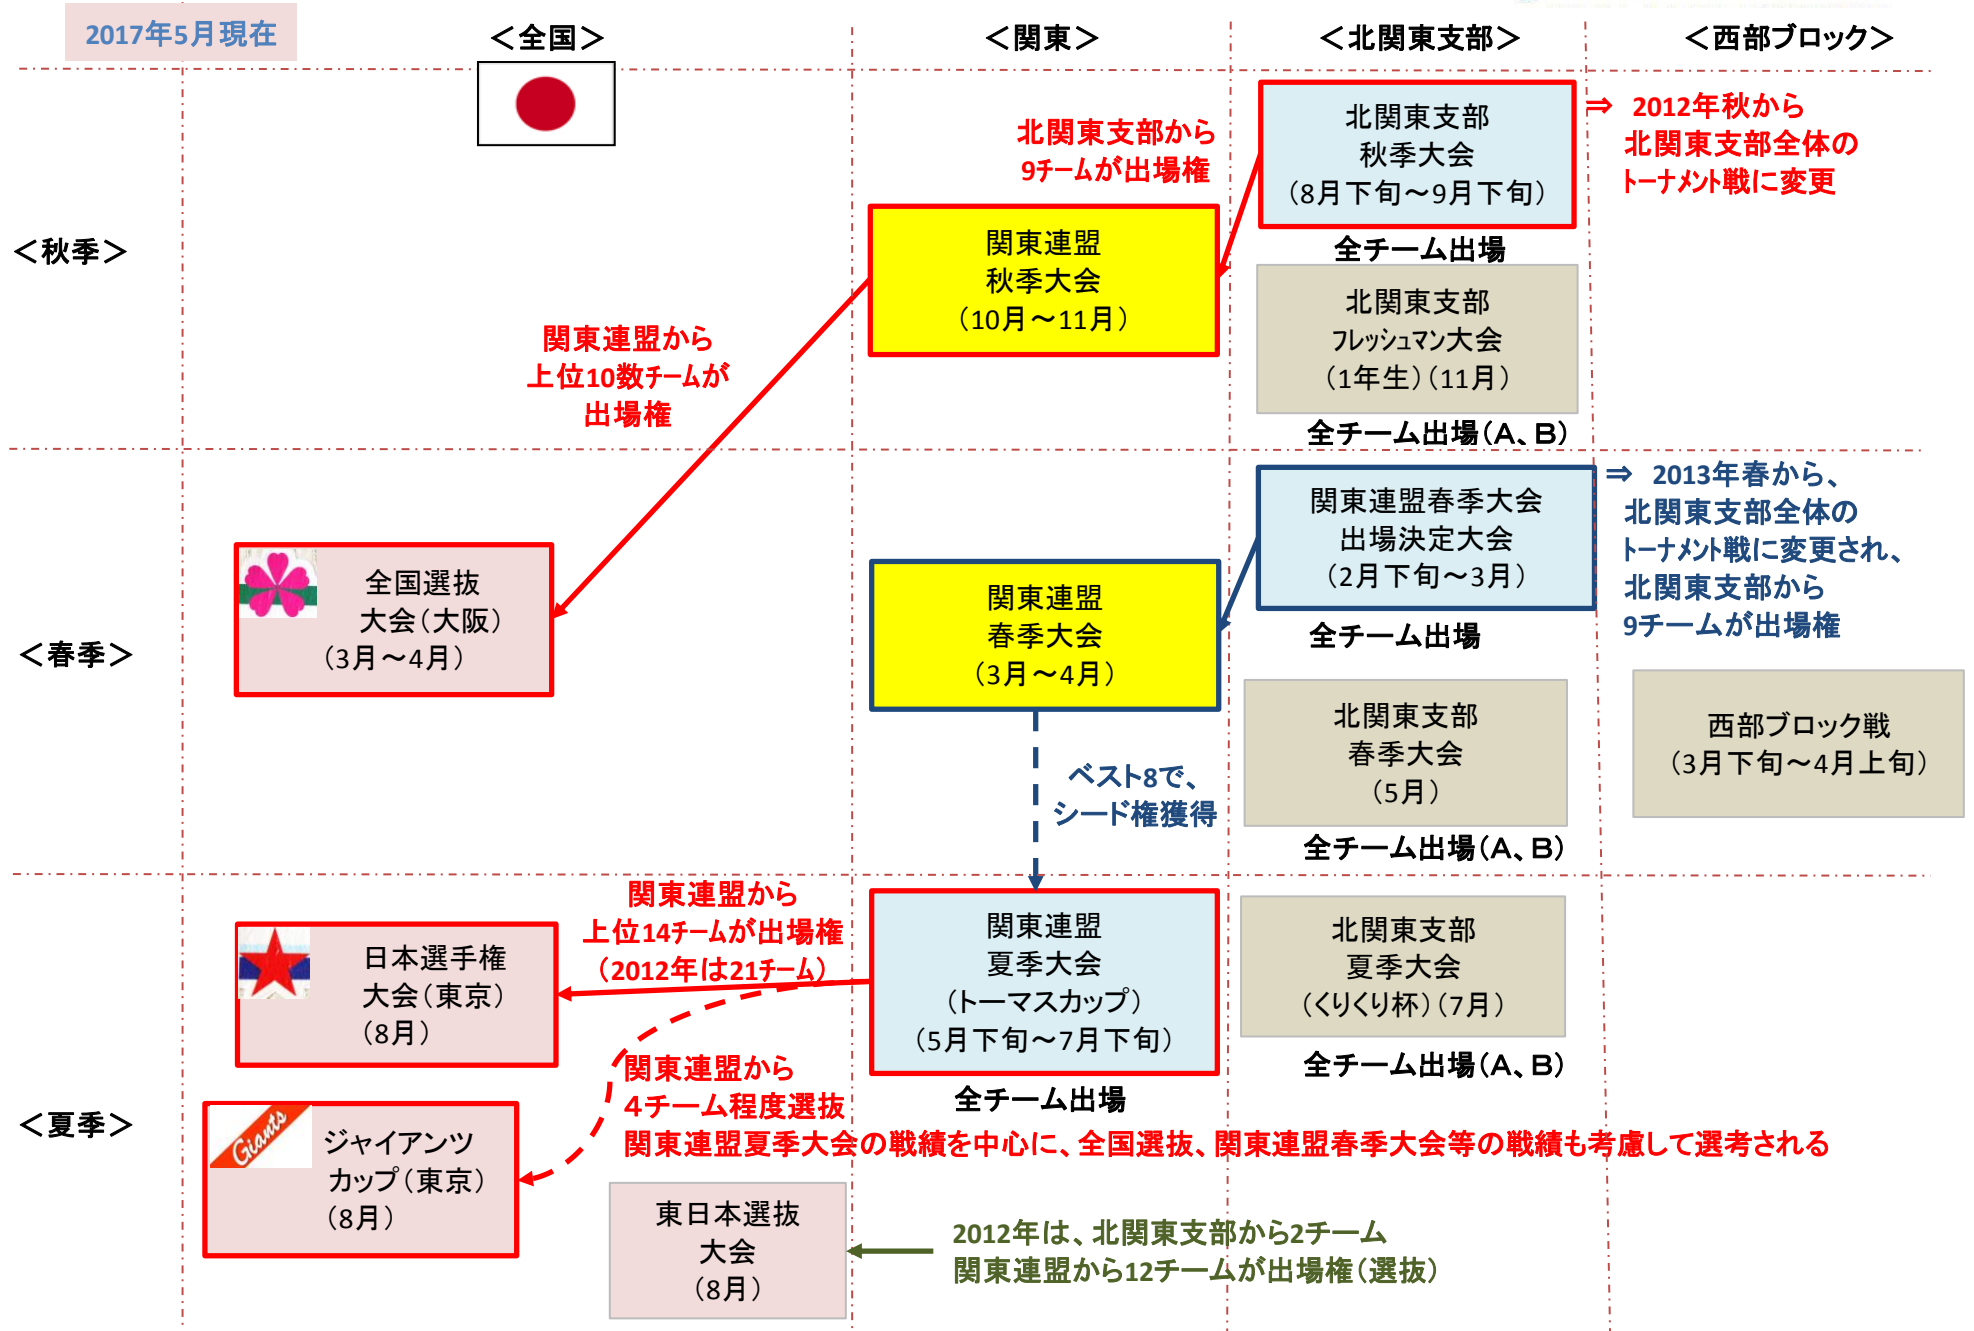 2017年5月現在
＜全国＞
＜関東＞
＜北関東支部＞
＜西部ブロック＞
＜秋季＞
北関東支部
秋季大会
（8月下旬～9月下旬）
全チーム出場
⇒ 2012年秋から
北関東支部全体の
トーナメント戦に変更
北関東支部から
9チームが出場権
関東連盟
秋季大会
（10月～11月）
北関東支部
フレッシュマン大会
（1年生）（11月）
全チーム出場（A、B）
関東連盟から
上位10数チームが
出場権
＜春季＞
全国選抜
大会（大阪）
（3月～4月）
関東連盟
春季大会
（3月～4月）
関東連盟春季大会
出場決定大会
（2月下旬～3月）
全チーム出場
⇒ 2013年春から、
北関東支部全体の
トーナメント戦に変更され、
北関東支部から
9チームが出場権
北関東支部
春季大会
（5月）
全チーム出場（A、B）
西部ブロック戦
（3月下旬～4月上旬）
ベスト8で、
シード権獲得
＜夏季＞
関東連盟から
上位14チームが出場権
（2012年は21チーム）
日本選手権
大会（東京）
（8月）
関東連盟
夏季大会
（トーマスカップ）
（5月下旬～7月下旬）
全チーム出場
北関東支部
夏季大会
（くりくり杯）（7月）
全チーム出場（A、B）
関東連盟から
４チーム程度選抜
関東連盟夏季大会の戦績を中心に、全国選抜、関東連盟春季大会等の戦績も考慮して選考される
Giants
ジャイアンツ
カップ（東京）
（8月）
東日本選抜
大会
（8月）
2012年は、北関東支部から2チーム
関東連盟から12チームが出場権（選抜）